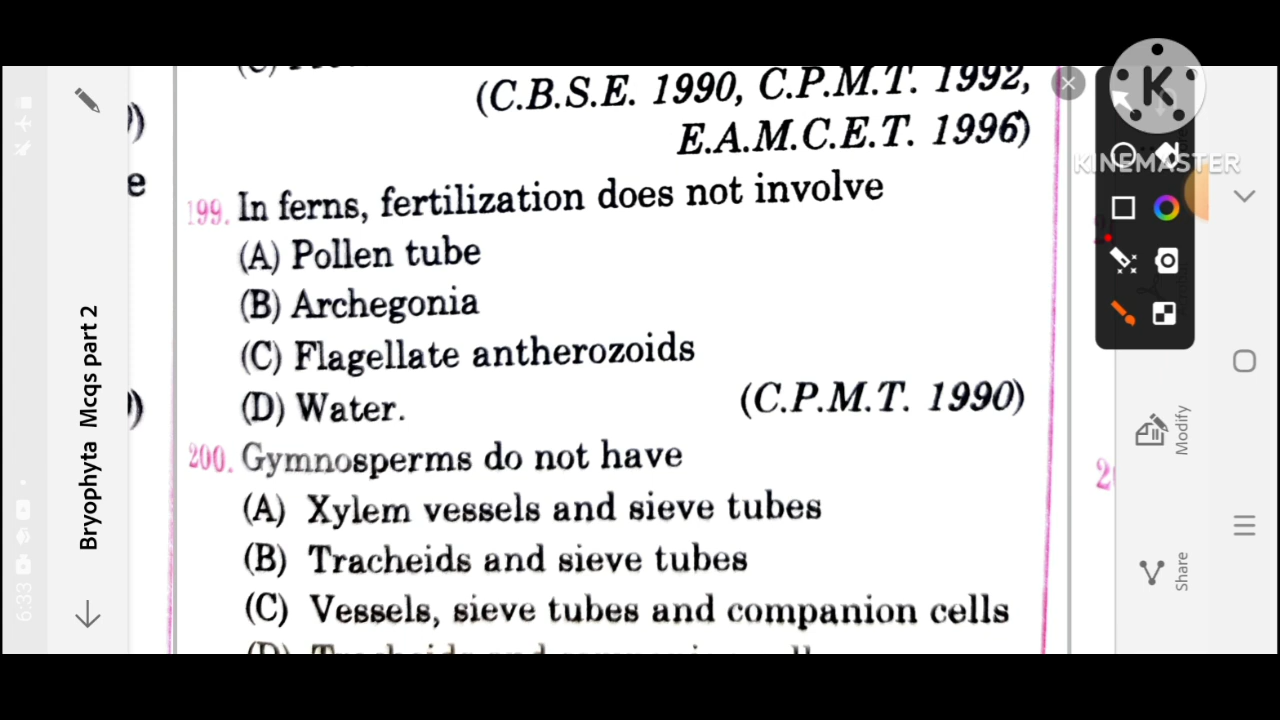 (C.B.S.E. 1990, C.P.M.T. 1992,
E.A.M.C.E.T. 1996)
199. In ferns, fertilization does not involve
(A) Pollen tube
(B) Archegonia
(C) Flagellate antherozoids
(D) Water. (C.P.M.T. 1990)
200. Gymnosperms do not have
(A) Xylem vessels and sieve tubes
(B) Tracheids and sieve tubes
(C) Vessels, sieve tubes and companion cells
Bryophyta Mcqs part 2
6:33
K
KINEMASTER
Modify
Share